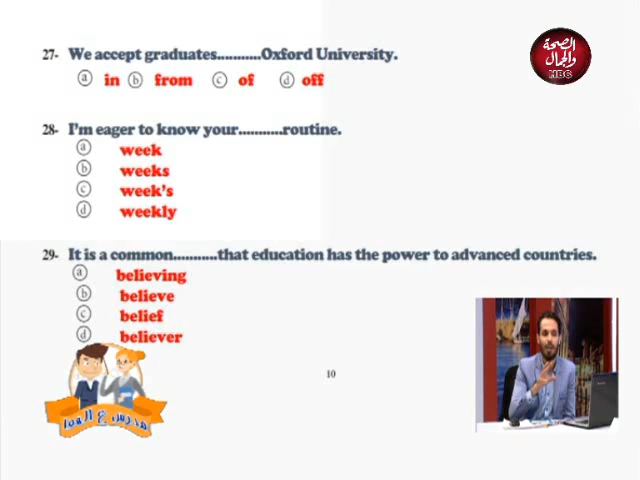 الصحة
والجمال
HBC
27- We accept graduates...........Oxford University.
ⓐ in ⓑ from ⓒ of ⓓ off
28- I'm eager to know your...........routine.
ⓐ week
ⓑ weeks
ⓒ week's
ⓓ weekly
29- It is a common...........that education has the power to advanced countries.
ⓐ believing
ⓑ believe
ⓒ belief
ⓓ believer
10
مدرس ع الهوا